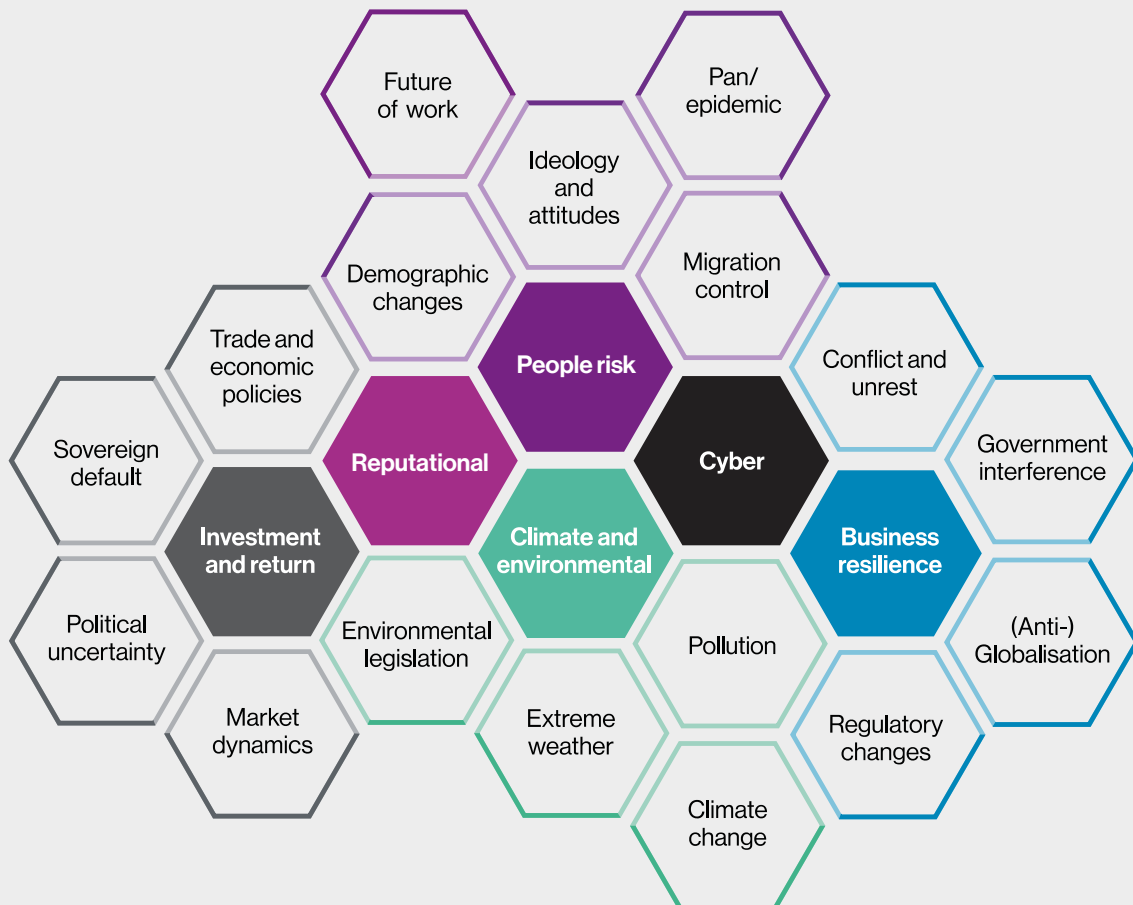 Future
of work
Pan/
epidemic
Ideology
and
attitudes
Demographic
changes
Migration
control
Trade and
economic
policies
People risk
Conflict and
unrest
Sovereign
default
Reputational
Cyber
Government
interference
Investment
and return
Climate and
environmental
Business
resilience
Political
uncertainty
Environmental
legislation
Pollution
(Anti-)
Globalisation
Market
dynamics
Extreme
weather
Regulatory
changes
Climate
change